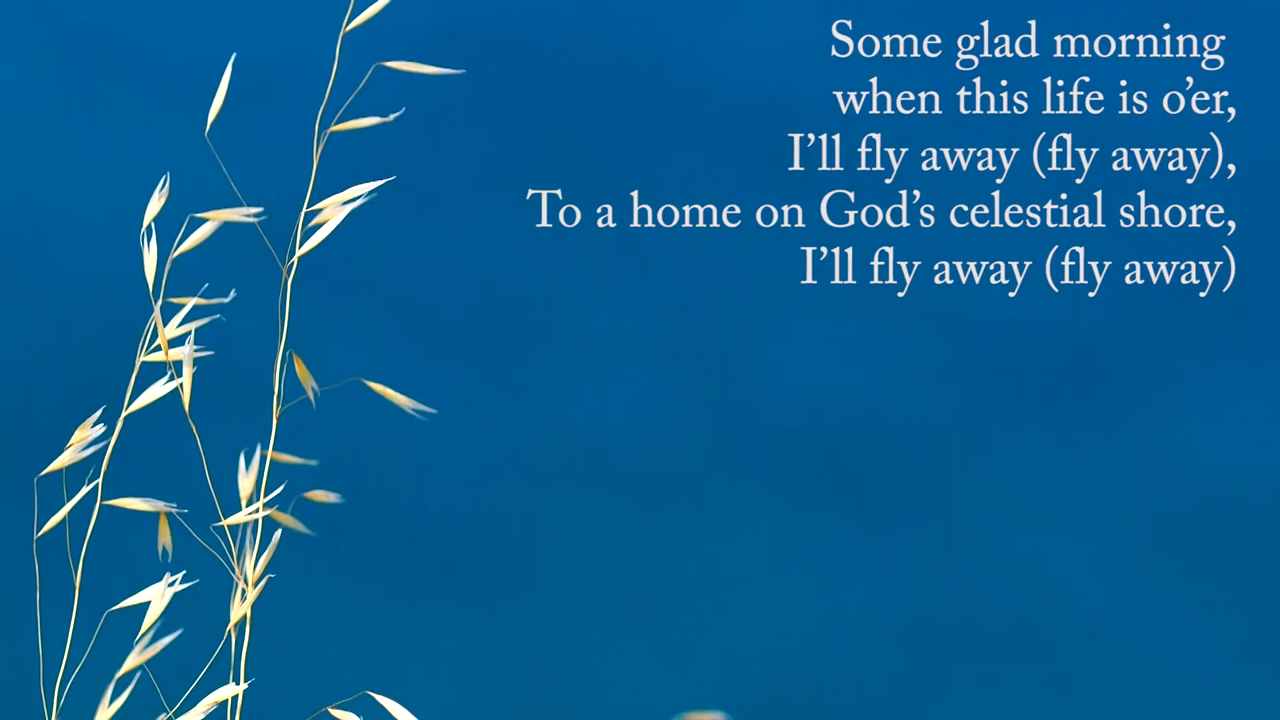 Some glad morning
when this life is o’er,
I’ll fly away (fly away),
To a home on God’s celestial shore,
I’ll fly away (fly away)